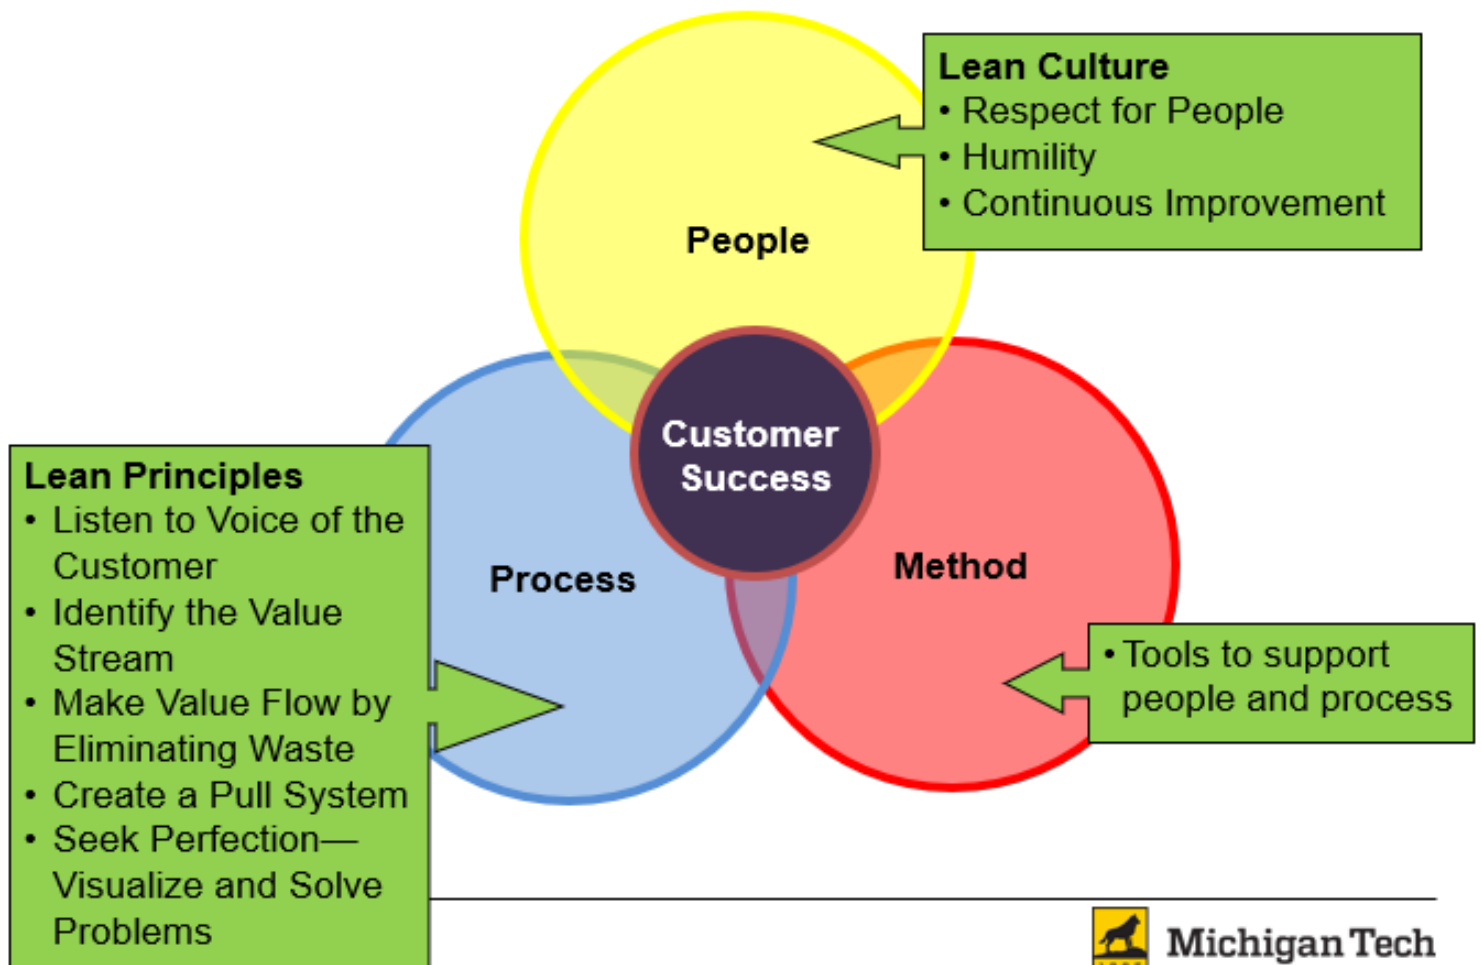 Lean Culture
• Respect for People
• Humility
• Continuous Improvement
People
Customer
Success
Lean Principles
• Listen to Voice of the
Customer
• Identify the Value
Stream
• Make Value Flow by
Eliminating Waste
• Create a Pull System
• Seek Perfection—
Visualize and Solve
Problems
Process
Method
• Tools to support
people and process
Michigan Tech